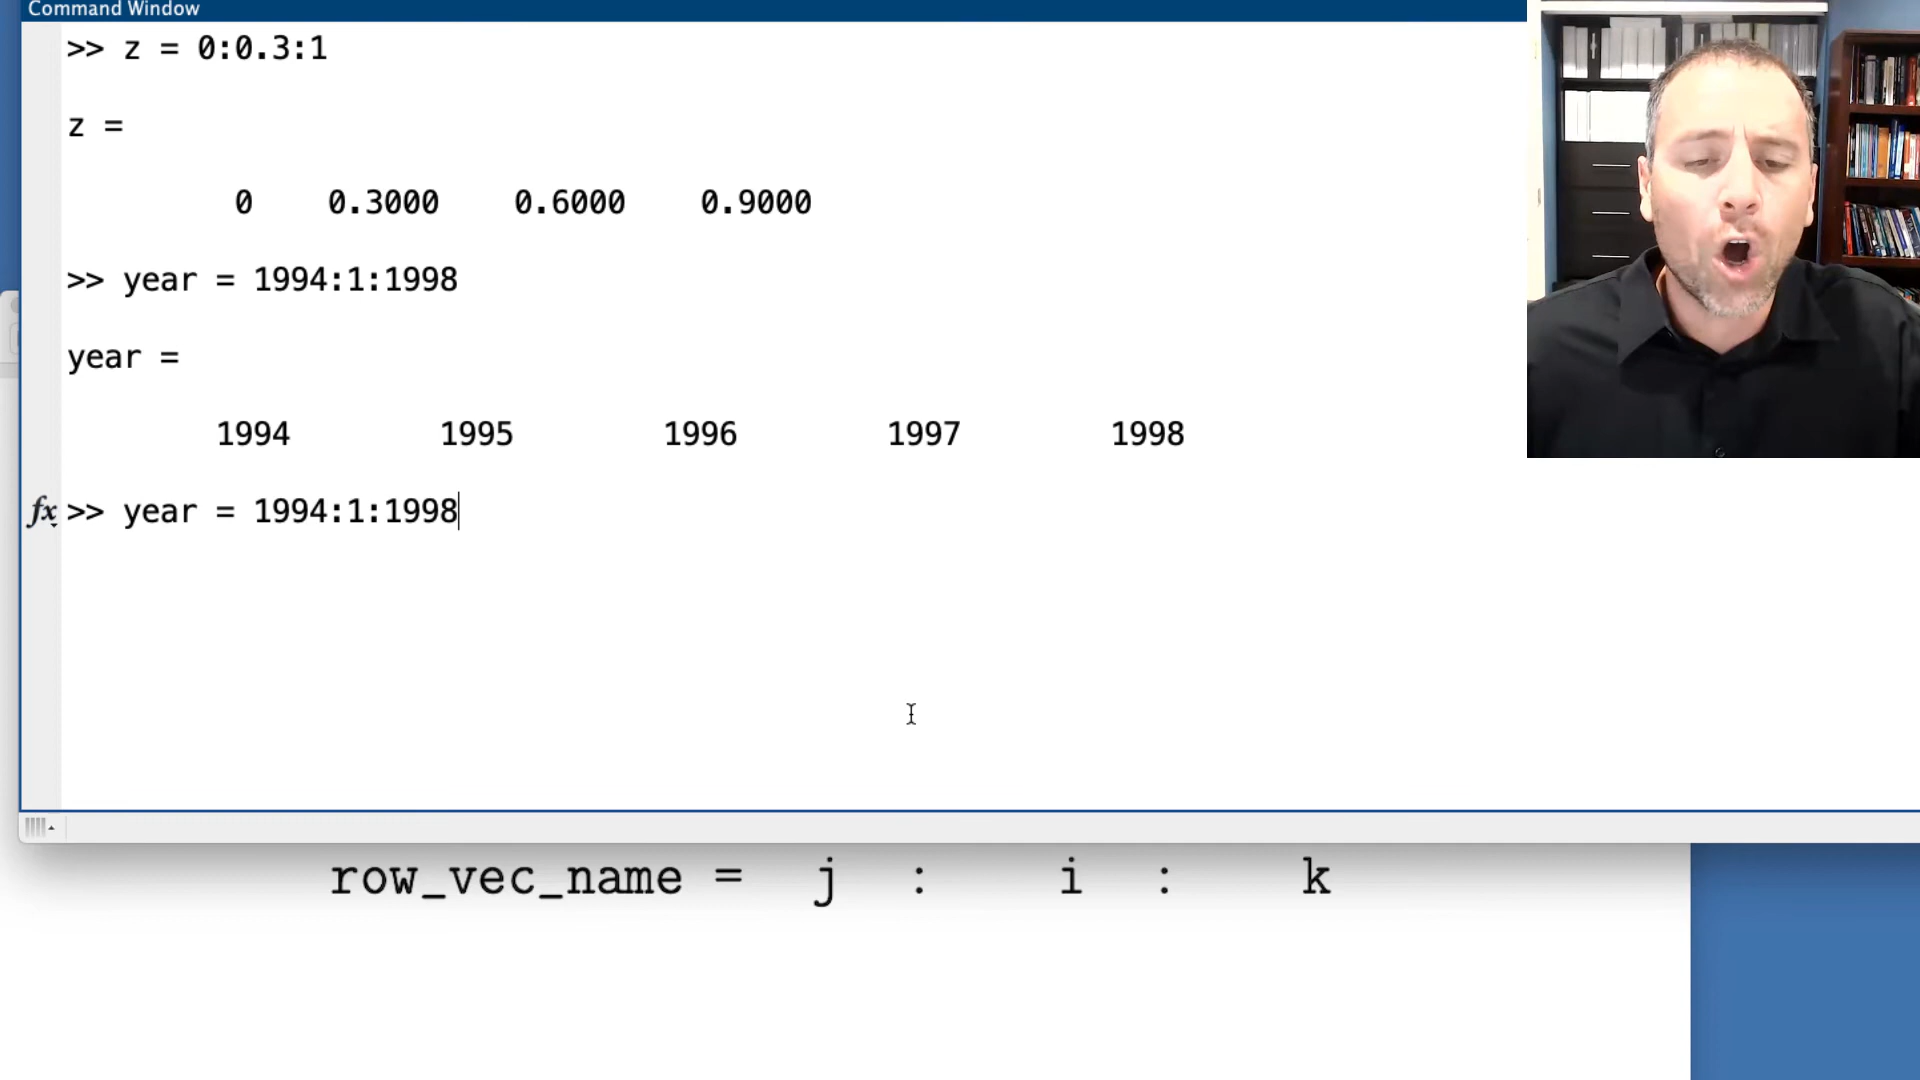 Command Window
>> z = 0:0.3:1
z =
0 0.3000 0.6000 0.9000
>> year = 1994:1:1998
year =
1994 1995 1996 1997 1998
fx >> year = 1994:1:1998
row_vec_name = j : i : k